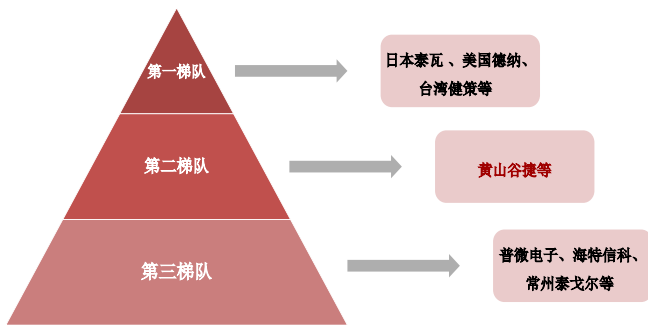 第一梯队
日本泰瓦 、美国德纳、
台湾健策等
第二梯队
黄山谷捷等
第三梯队
普微电子、海特信科、
常州泰戈尔等